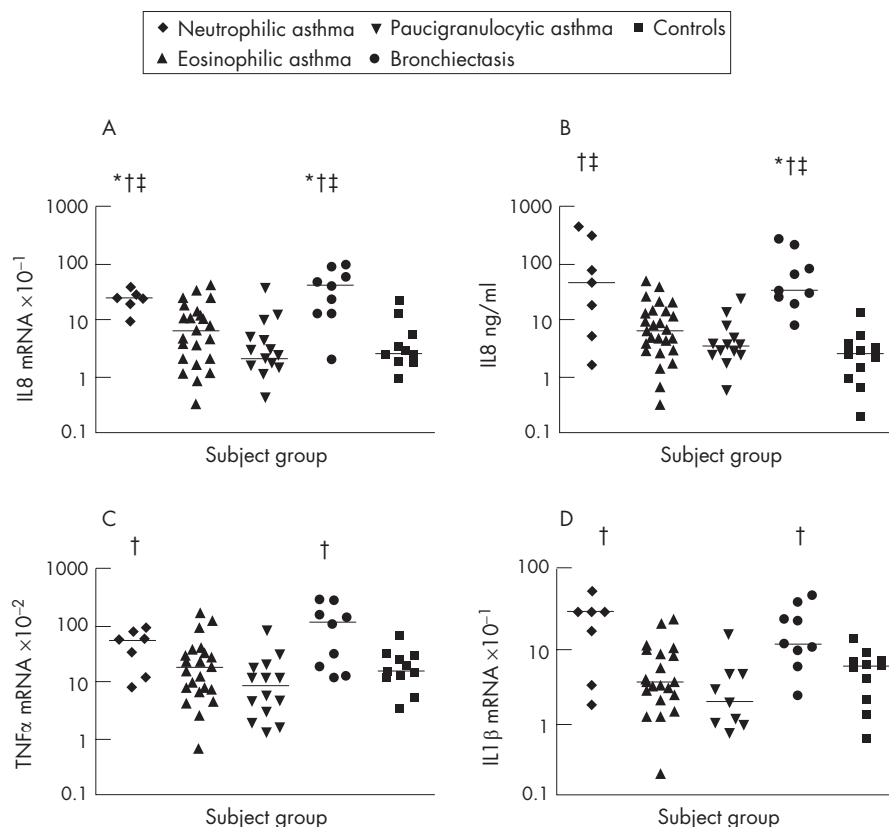 ◆ Neutrophilic asthma ▼ Paucigranulocytic asthma ■ Controls
▲ Eosinophilic asthma ● Bronchiectasis
A
*†‡ *†‡
IL8 mRNA ×10⁻¹
1000
100
10
1
0.1
Subject group
B
†‡ *†‡
IL8 ng/ml
1000
100
10
1
0.1
Subject group
C
† †
TNFα mRNA ×10⁻²
1000
100
10
1
0.1
Subject group
D
† †
IL1β mRNA ×10⁻¹
100
10
1
0.1
Subject group